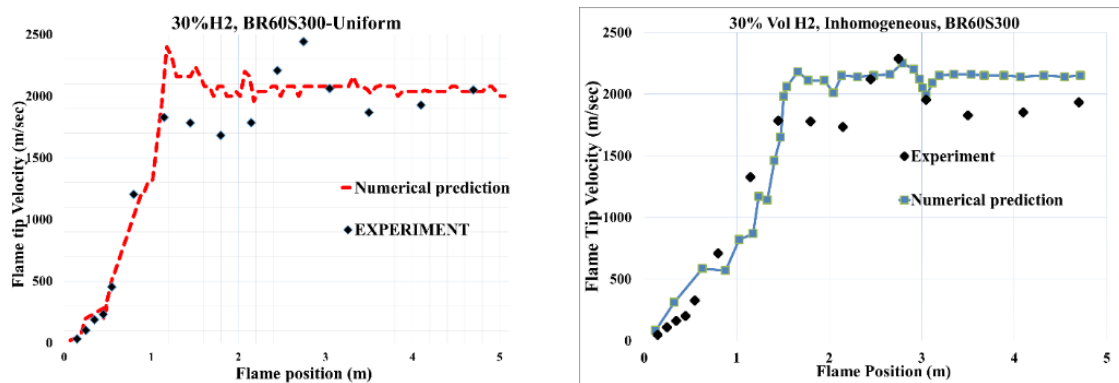 30%H2, BR60S300-Uniform
2500
2000
1500
1000
500
0
Flame tip Velocity (m/sec)
Numerical prediction
EXPERIMENT
0 1 2 3 4 5
Flame position (m)
30% Vol H2, Inhomogeneous, BR60S300
2500
2000
1500
1000
500
0
Flame Tip Velocity (m/sec)
Experiment
Numerical prediction
0 1 2 3 4 5
Flame Position (m)